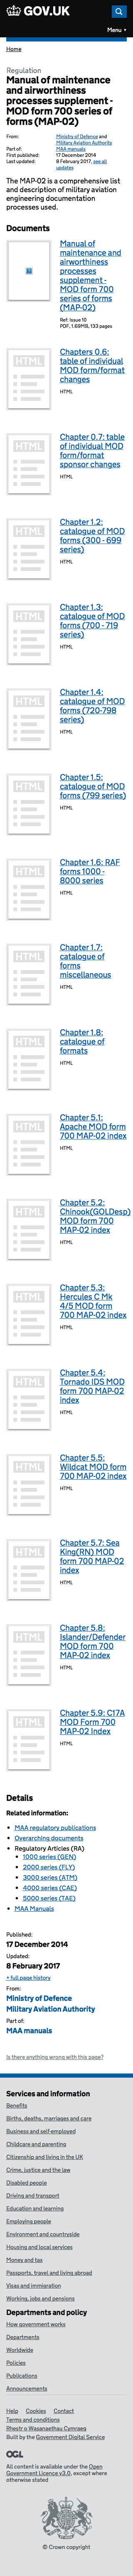 GOV.UK
Menu
Home
Regulation
Manual of maintenance
and airworthiness
processes supplement -
MOD form 700 series of
forms (MAP-02)
From: Ministry of Defence and
Military Aviation Authority
Part of: MAA manuals
First published: 17 December 2014
Last updated: 8 February 2017, see all
updates
The MAP-02 is a comprehensive list
detailing airworthiness and
engineering maintenance
regulations.
Documents
Manual of
maintenance and
airworthiness
processes
supplement -
MOD form 700
series of forms
(MAP-02)
Ref: Issue 10
PDF, 1.65MB, 133 pages
HTML
Chapters 0.6:
table of individual
MOD form/format
changes
HTML
HTML
Chapter 0.7: table
of individual MOD
form/format
sponsor changes
HTML
HTML
Chapter 1.2:
catalogue of MOD
forms (300 - 699
series)
HTML
HTML
Chapter 1.3:
catalogue of MOD
forms (700 - 719
series)
HTML
HTML
Chapter 1.4:
catalogue of MOD
forms (720-798
series)
HTML
HTML
Chapter 1.5:
catalogue of MOD
forms (799 series)
HTML
HTML
Chapter 1.6: RAF
forms 1000 -
8000 series
HTML
HTML
Chapter 1.7:
catalogue of
forms
miscellaneous
HTML
HTML
Chapter 1.8:
catalogue of
formats
HTML
HTML
Chapter 5.1:
Apache MOD form
700 MAP-02 index
HTML
HTML
Chapter 5.2:
Chinook(GOLDesp)
MOD form 700
MAP-02 index
HTML
HTML
Chapter 5.3:
Hercules C Mk
4/5 MOD form
700 MAP-02 index
HTML
HTML
Chapter 5.4:
Tornado IDS MOD
form 700 MAP-02
index
HTML
HTML
Chapter 5.5:
Wildcat MOD form
700 MAP-02 index
HTML
HTML
Chapter 5.7: Sea
King(RN) MOD
form 700 MAP-02
index
HTML
HTML
Chapter 5.8:
Islander/Defender
MOD form 700
MAP-02 index
HTML
HTML
Chapter 5.9: C17A
MOD Form 700
MAP-02 Index
HTML
Details
Related information:
MAA regulatory publications
Overarching documents
Regulatory Articles (RA)
1000 series (GEN)
2000 series (FLY)
3000 series (ATM)
4000 series (CAE)
5000 series (TAE)
MAA Manuals
Published:
17 December 2014
Updated:
8 February 2017
+ full page history
From:
Ministry of Defence
Military Aviation Authority
Part of:
MAA manuals
Is there anything wrong with this page?
Services and information
Benefits
Births, deaths, marriages and care
Business and self-employed
Childcare and parenting
Citizenship and living in the UK
Crime, justice and the law
Disabled people
Driving and transport
Education and learning
Employing people
Environment and countryside
Housing and local services
Money and tax
Passports, travel and living abroad
Visas and immigration
Working, jobs and pensions
Departments and policy
How government works
Departments
Worldwide
Policies
Publications
Announcements
Help Cookies Contact
Terms and conditions
Rhestr o Wasanaethau Cymraeg
Built by the Government Digital Service
OGL
All content is available under the Open
Government Licence v3.0, except where
otherwise stated
© Crown copyright